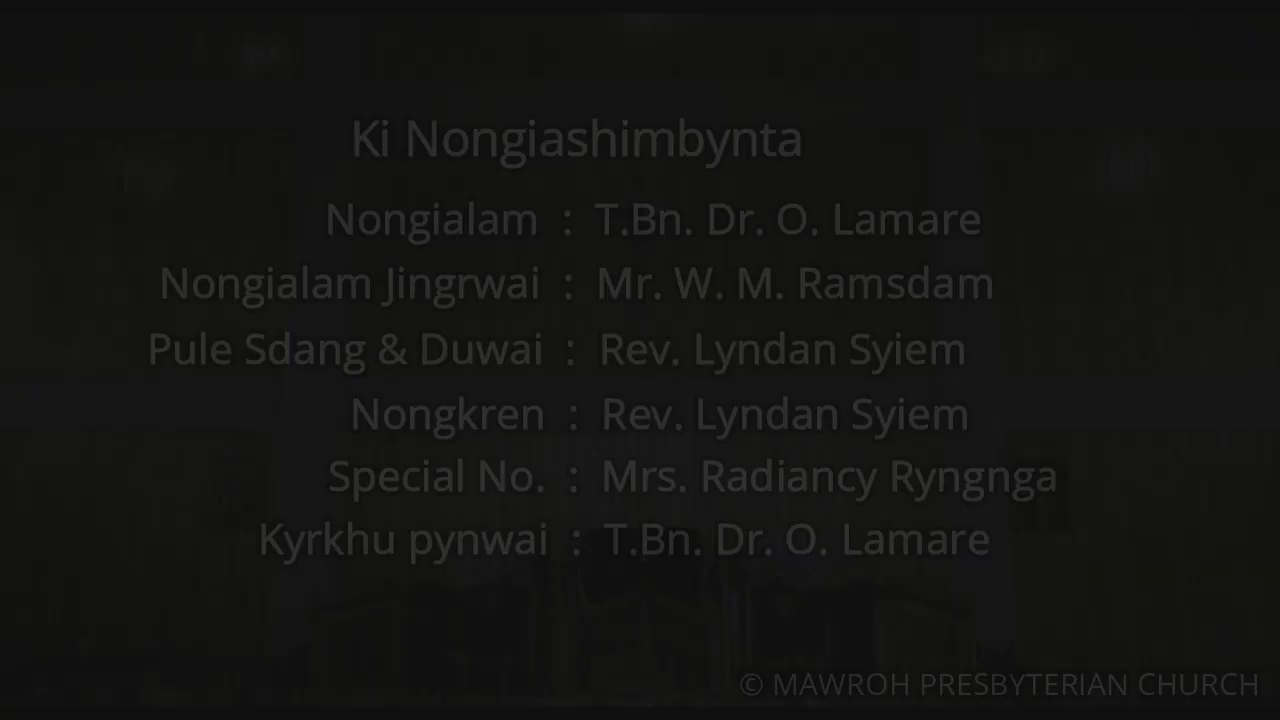 Ki Nongiashimbynta
Nongialam : T.Bn. Dr. O. Lamare
Nongialam Jingrwai : Mr. W. M. Ramsdam
Pule Sdang & Duwai : Rev. Lyndan Syiem
Nongkren : Rev. Lyndan Syiem
Special No. : Mrs. Radiancy Ryngnga
Kyrkhu pynwai : T.Bn. Dr. O. Lamare
© MAWROH PRESBYTERIAN CHURCH